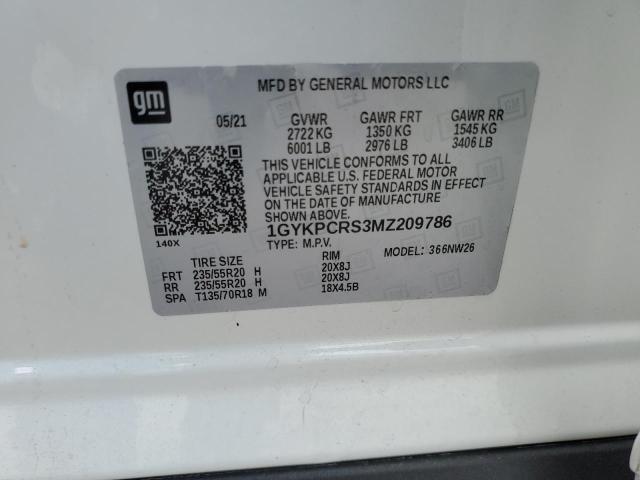 gm
MFD BY GENERAL MOTORS LLC
05/21 GVWR GAWR FRT GAWR RR
2722 KG 1350 KG 1545 KG
6001 LB 2976 LB 3406 LB
THIS VEHICLE CONFORMS TO ALL
APPLICABLE U.S. FEDERAL MOTOR
VEHICLE SAFETY STANDARDS IN EFFECT
ON THE DATE OF MANUFACTURE
SHOWN ABOVE.
140X
1GYKPCRS3MZ209786
TYPE: M.P.V. MODEL: 366NW26
TIRE SIZE RIM
FRT 235/55R20 H 20X8J
RR 235/55R20 H 20X8J
SPA T135/70R18 M 18X4.5B